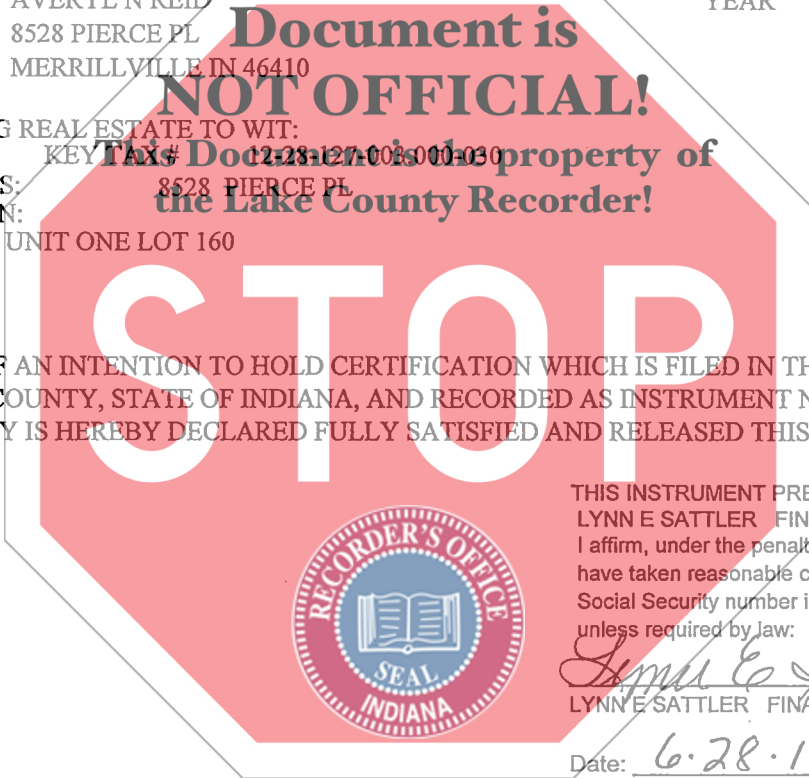 AVERYL N REID
YEAR
8528 PIERCE PL
MERRILLVILLE IN 46410
Document is
NOT OFFICIAL!
G REAL ESTATE TO WIT:
KEY TAX # 12-28-127-003.000-030
This Document is the property of
S: 8528 PIERCE PL
the Lake County Recorder!
N:
UNIT ONE LOT 160
STOP
F AN INTENTION TO HOLD CERTIFICATION WHICH IS FILED IN TH
COUNTY, STATE OF INDIANA, AND RECORDED AS INSTRUMENT N
Y IS HEREBY DECLARED FULLY SATISFIED AND RELEASED THIS
THIS INSTRUMENT PRE
LYNN E SATTLER FIN
I affirm, under the penalt
have taken reasonable c
Social Security number i
unless required by law:
LYNN E SATTLER FINA
Date: 6.28.1
RECORDER'S OFFICE
SEAL
INDIANA